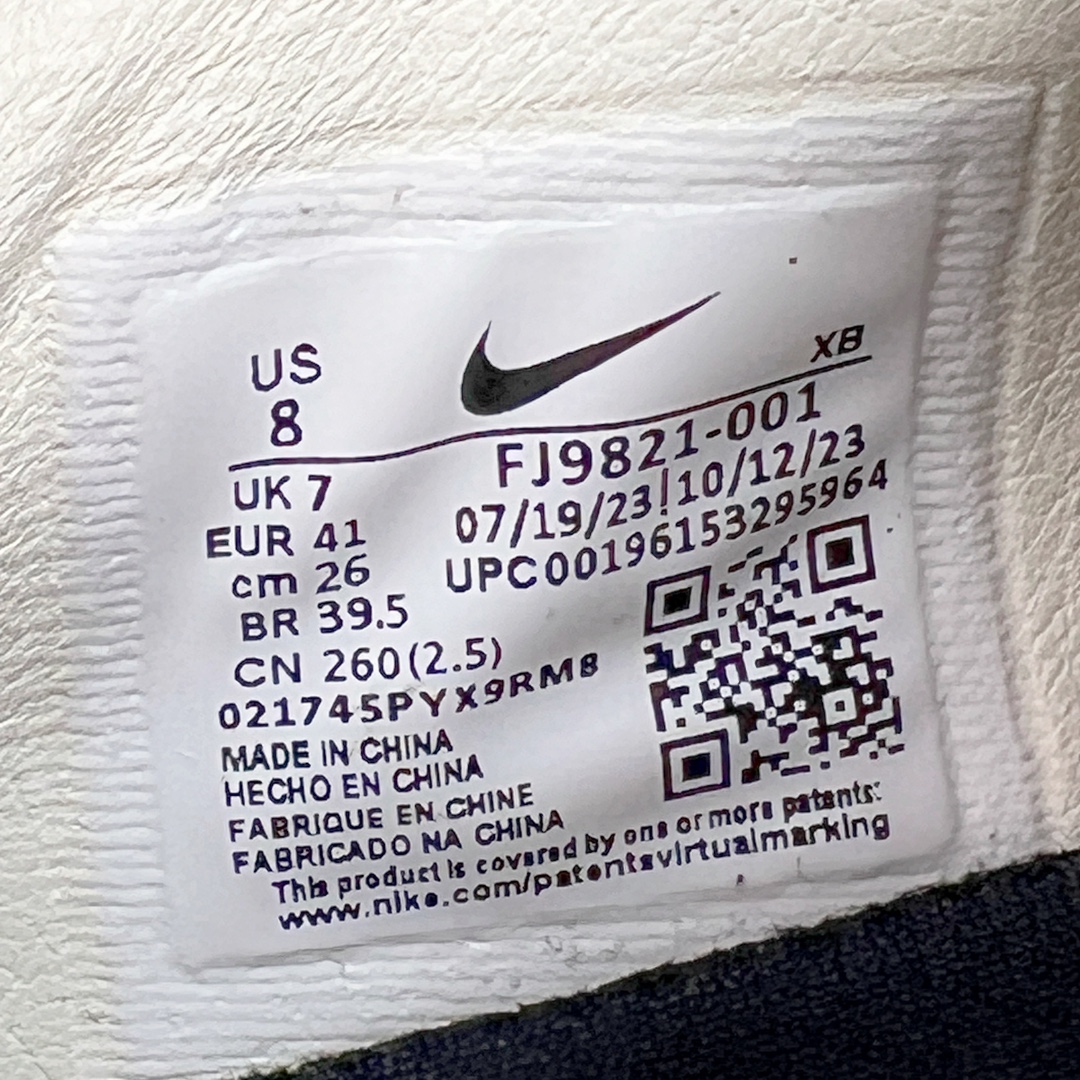 US
8
XB
UK 7
FJ9821-001
EUR 41
07/19/23!10/12/23
cm 26
UPC00196153295964
BR 39.5
CN 260(2.5)
021745PYX9RM8
MADE IN CHINA
HECHO EN CHINA
FABRIQUE EN CHINE
FABRICADO NA CHINA
This product is covered by one or more patents:
www.nike.com/patentsvirtualmarking